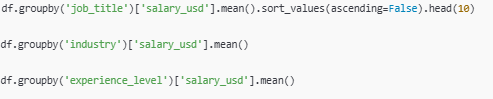 df.groupby('job_title')['salary_usd'].mean().sort_values(ascending=False).head(10)
df.groupby('industry')['salary_usd'].mean()
df.groupby('experience_level')['salary_usd'].mean()